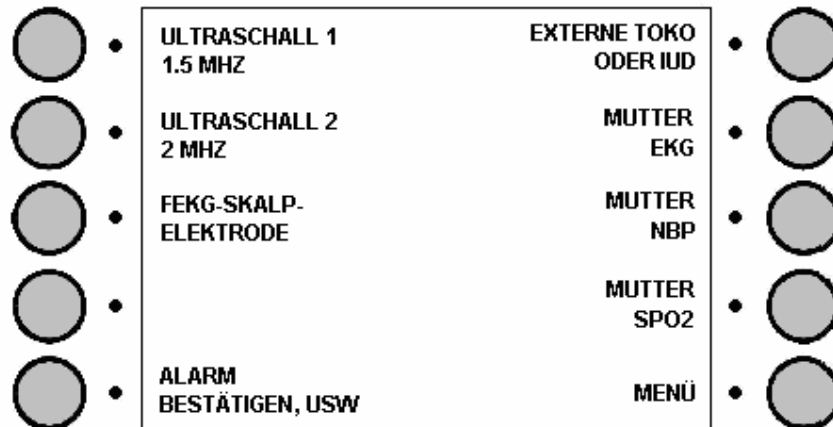 ULTRASCHALL 1
1.5 MHZ
EXTERNE TOKO
ODER IUD
ULTRASCHALL 2
2 MHZ
MUTTER
EKG
FEKG-SKALP-
ELEKTRODE
MUTTER
NBP
MUTTER
SPO2
ALARM
BESTÄTIGEN, USW
MENÜ